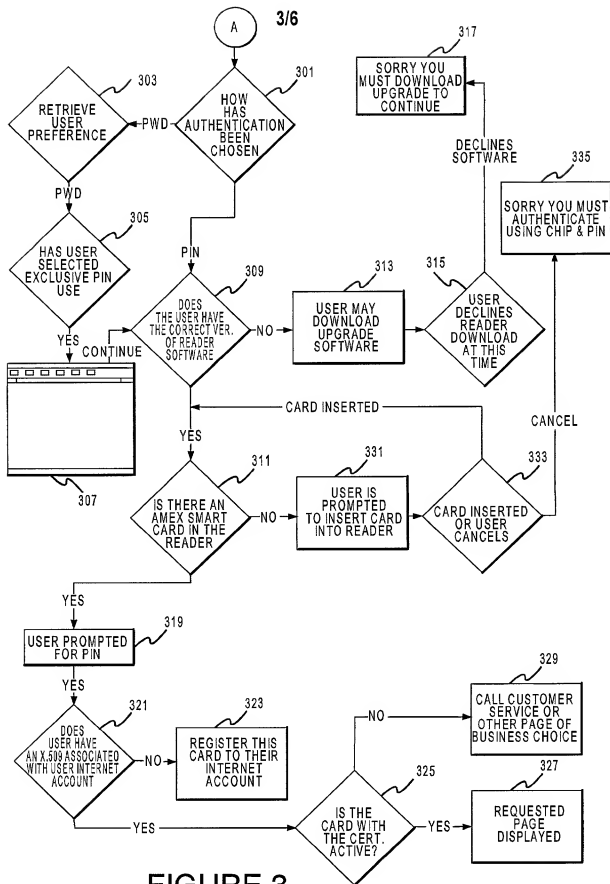 A
3/6
317
SORRY YOU
MUST DOWNLOAD
UPGRADE TO
CONTINUE
303
RETRIEVE
USER
PREFERENCE
301
HOW
HAS
AUTHENTICATION
BEEN
CHOSEN
PWD
DECLINES
SOFTWARE
335
SORRY YOU MUST
AUTHENTICATE
USING CHIP & PIN
PWD
305
HAS USER
SELECTED
EXCLUSIVE PIN
USE
PIN
309
DOES
THE USER HAVE
THE CORRECT VER.
OF READER
SOFTWARE
NO
313
USER MAY
DOWNLOAD
UPGRADE
SOFTWARE
315
USER
DECLINES
READER
DOWNLOAD
AT THIS
TIME
YES
CONTINUE
307
CARD INSERTED
CANCEL
YES
311
IS THERE AN
AMEX SMART
CARD IN THE
READER
NO
331
USER IS
PROMPTED
TO INSERT CARD
INTO READER
333
CARD INSERTED
OR USER
CANCELS
YES
319
USER PROMPTED
FOR PIN
YES
321
DOES
USER HAVE
AN X.509 ASSOCIATED
WITH USER INTERNET
ACCOUNT
NO
323
REGISTER THIS
CARD TO THEIR
INTERNET
ACCOUNT
329
CALL CUSTOMER
SERVICE OR
OTHER PAGE OF
BUSINESS CHOICE
NO
325
IS THE
CARD WITH
THE CERT.
ACTIVE?
YES
YES
327
REQUESTED
PAGE
DISPLAYED
FIGURE 3